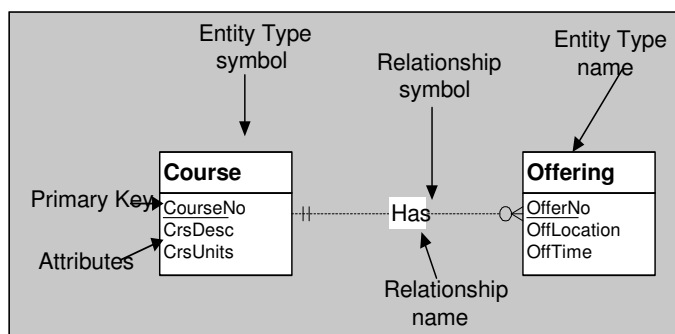 Entity Type
symbol
Relationship
symbol
Entity Type
name
Course
Offering
Primary Key
CourseNo
CrsDesc
CrsUnits
Has
OfferNo
OffLocation
OffTime
Attributes
Relationship
name